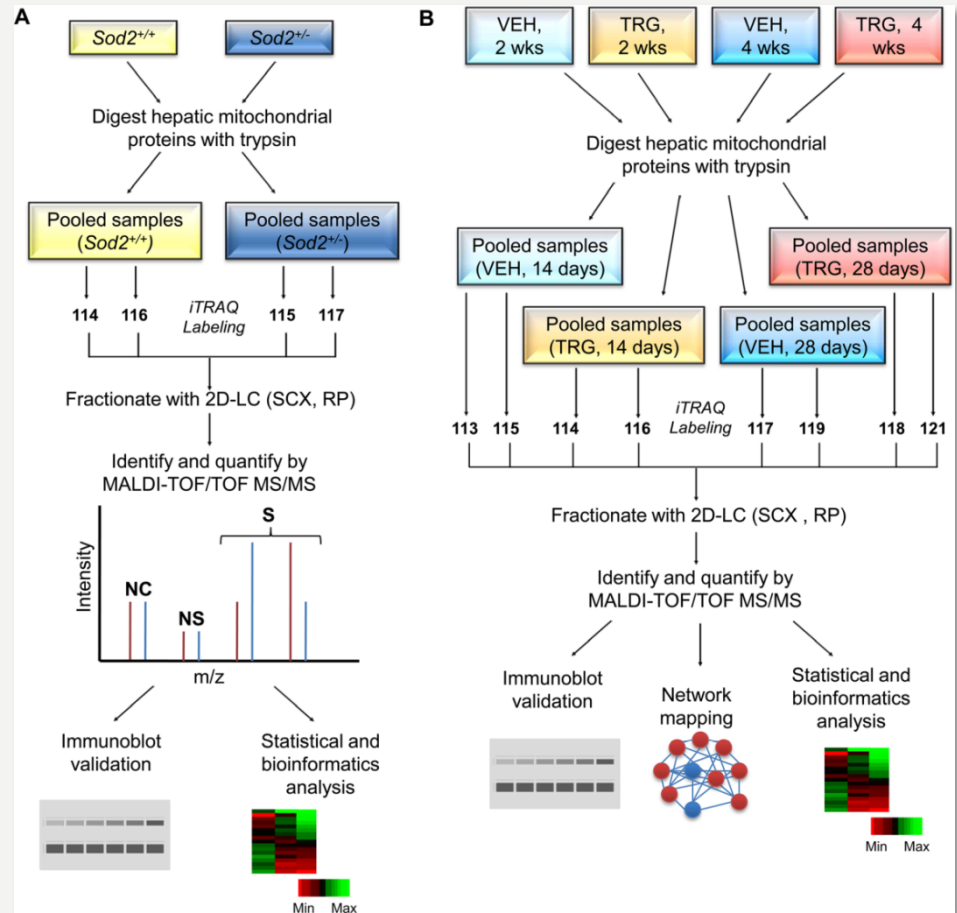 A
Sod2+/+
Sod2+/-
Digest hepatic mitochondrial
proteins with trypsin
Pooled samples
(Sod2+/+)
Pooled samples
(Sod2+/-)
114
116
iTRAQ
Labeling
115
117
Fractionate with 2D-LC (SCX, RP)
Identify and quantify by
MALDI-TOF/TOF MS/MS
Intensity
NC
NS
S
m/z
Immunoblot
validation
Statistical and
bioinformatics
analysis
Min
Max
B
VEH,
2 wks
TRG,
2 wks
VEH,
4 wks
TRG, 4
wks
Digest hepatic mitochondrial
proteins with trypsin
Pooled samples
(VEH, 14 days)
Pooled samples
(TRG, 28 days)
Pooled samples
(TRG, 14 days)
Pooled samples
(VEH, 28 days)
113
115
114
116
iTRAQ
Labeling
117
119
118
121
Fractionate with 2D-LC (SCX , RP)
Identify and quantify by
MALDI-TOF/TOF MS/MS
Immunoblot
validation
Network
mapping
Statistical and
bioinformatics
analysis
Min
Max